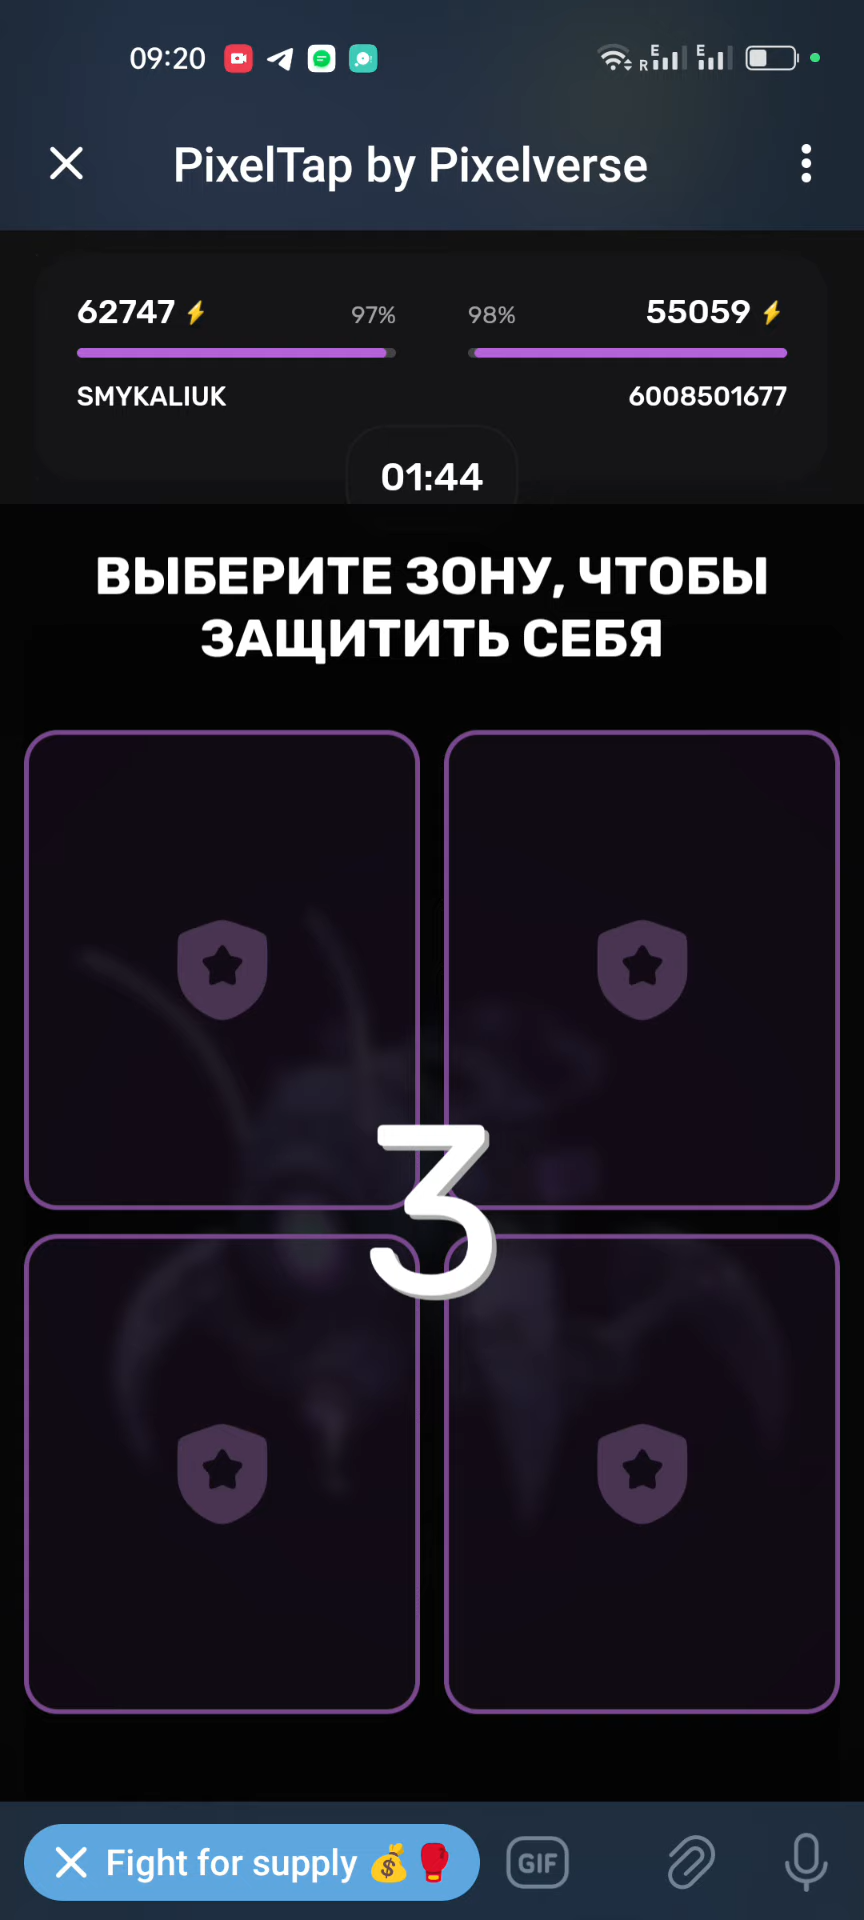 09:20
R E E
PixelTap by Pixelverse
62747⚡ 97% 98% 55059⚡
SMYKALIUK 6008501677
01:44
ВЫБЕРИТЕ ЗОНУ, ЧТОБЫ
ЗАЩИТИТЬ СЕБЯ
3
Fight for supply 💰🥊 GIF